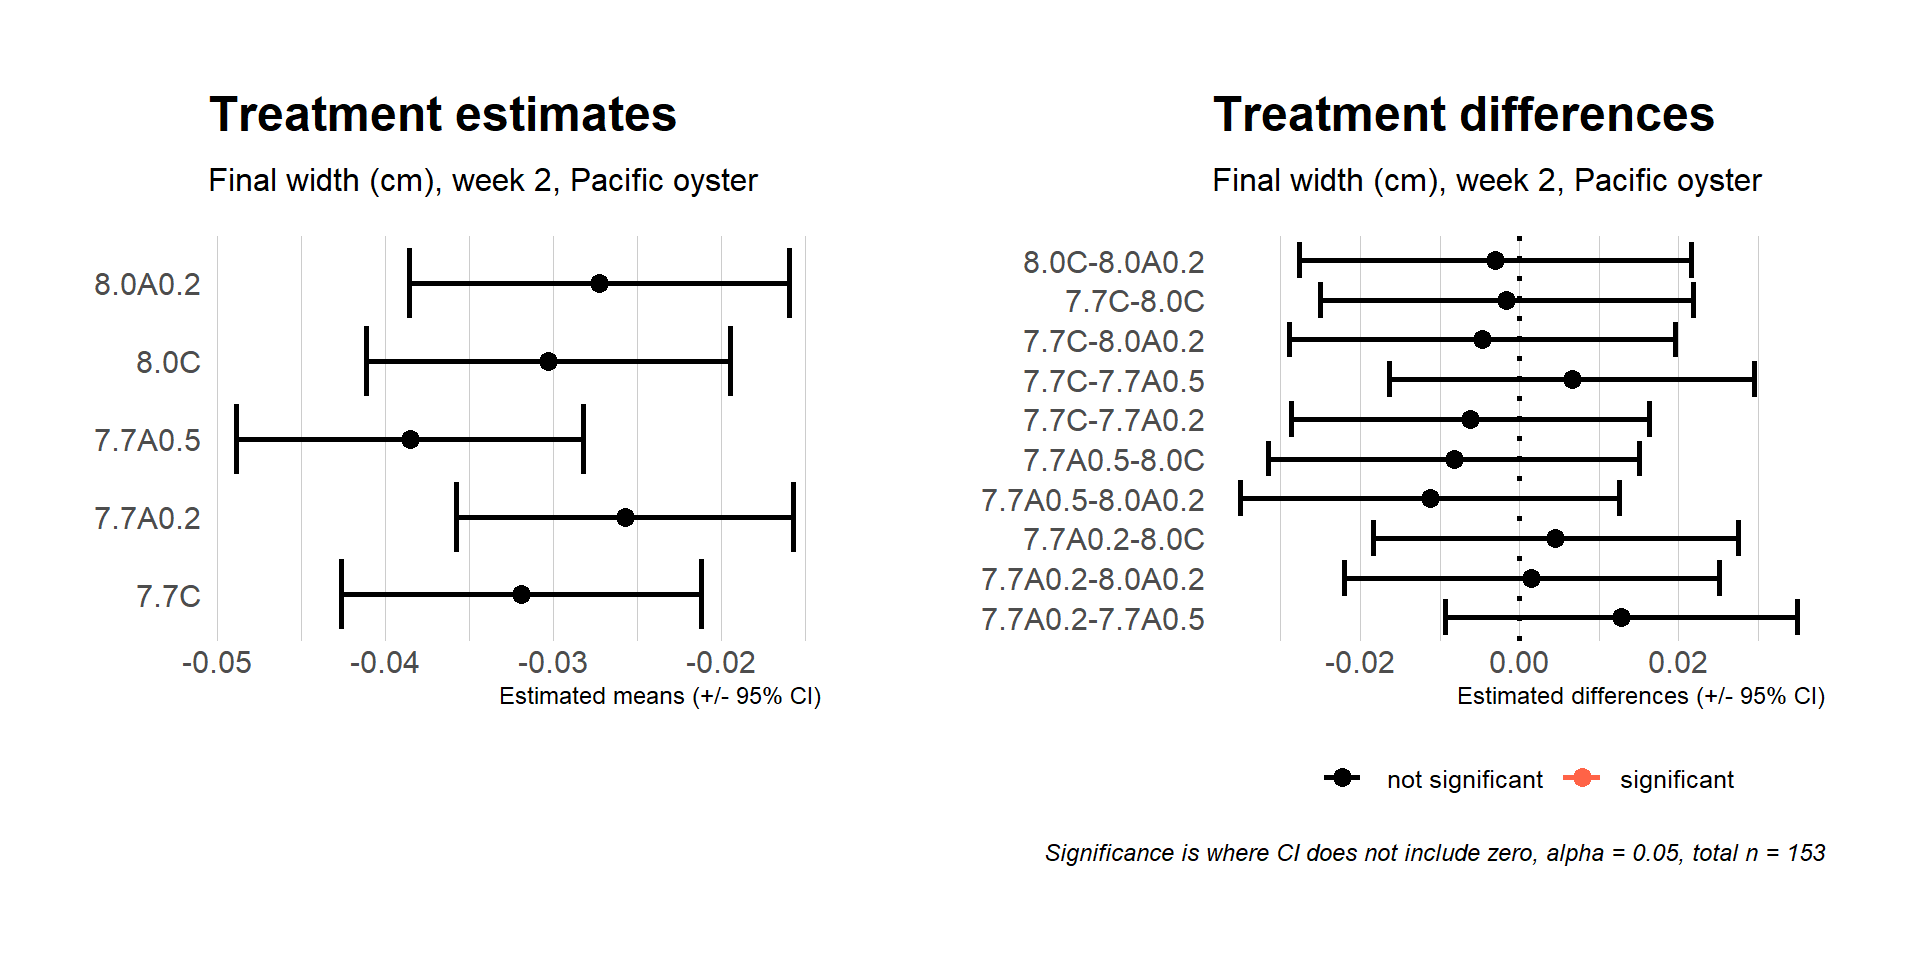 Treatment estimates
Final width (cm), week 2, Pacific oyster
8.0A0.2
8.0C
7.7A0.5
7.7A0.2
7.7C
-0.05 -0.04 -0.03 -0.02
Estimated means (+/- 95% CI)
Treatment differences
Final width (cm), week 2, Pacific oyster
8.0C-8.0A0.2
7.7C-8.0C
7.7C-8.0A0.2
7.7C-7.7A0.5
7.7C-7.7A0.2
7.7A0.5-8.0C
7.7A0.5-8.0A0.2
7.7A0.2-8.0C
7.7A0.2-8.0A0.2
7.7A0.2-7.7A0.5
-0.02 0.00 0.02
Estimated differences (+/- 95% CI)
not significant significant
Significance is where CI does not include zero, alpha = 0.05, total n = 153